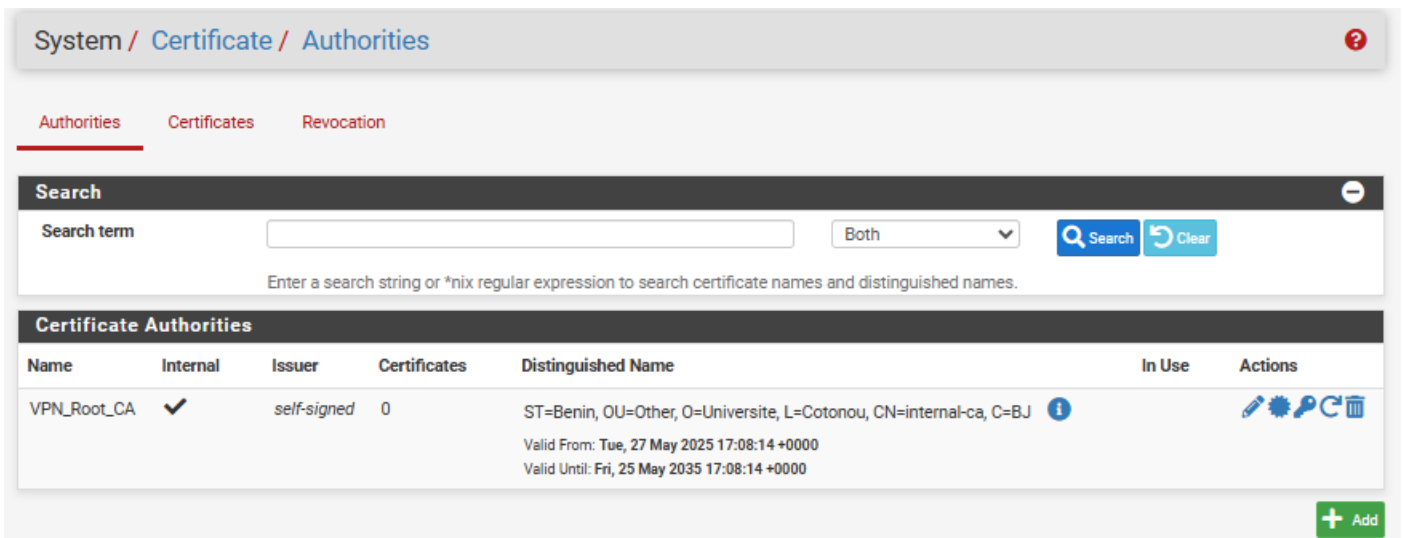 System / Certificate / Authorities
Authorities Certificates Revocation
Search
Search term Both Search Clear
Enter a search string or *nix regular expression to search certificate names and distinguished names.
Certificate Authorities
Name Internal Issuer Certificates Distinguished Name In Use Actions
VPN_Root_CA self-signed 0 ST=Benin, OU=Other, O=Universite, L=Cotonou, CN=internal-ca, C=BJ
Valid From: Tue, 27 May 2025 17:08:14 +0000
Valid Until: Fri, 25 May 2035 17:08:14 +0000
Add